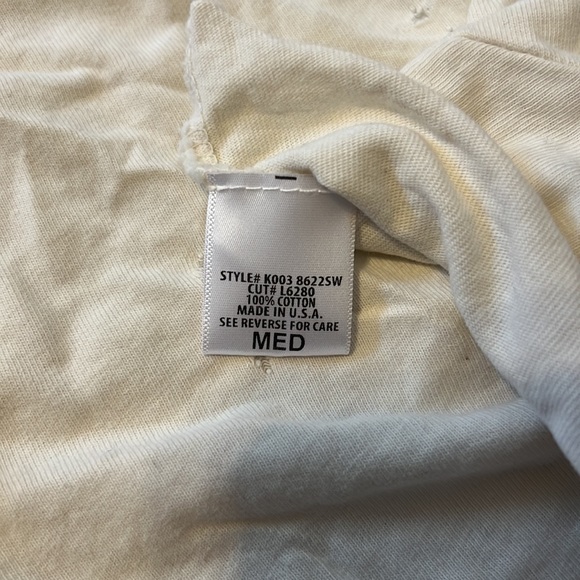 STYLE# K003 8622SW
CUT# L6280
100% COTTON
MADE IN U.S.A.
SEE REVERSE FOR CARE
MED